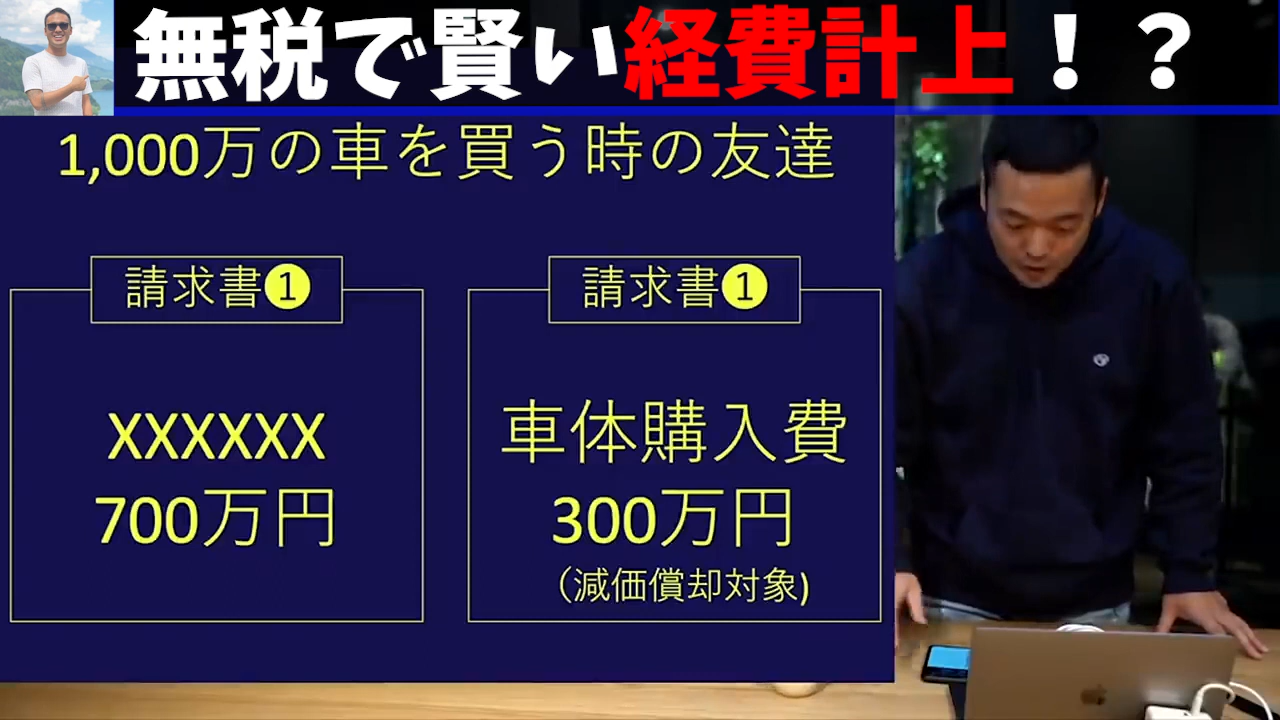 無税で賢い経費計上！？
1,000万の車を買う時の友達
請求書❶
XXXXXX
700万円
請求書❶
車体購入費
300万円
(減価償却対象)